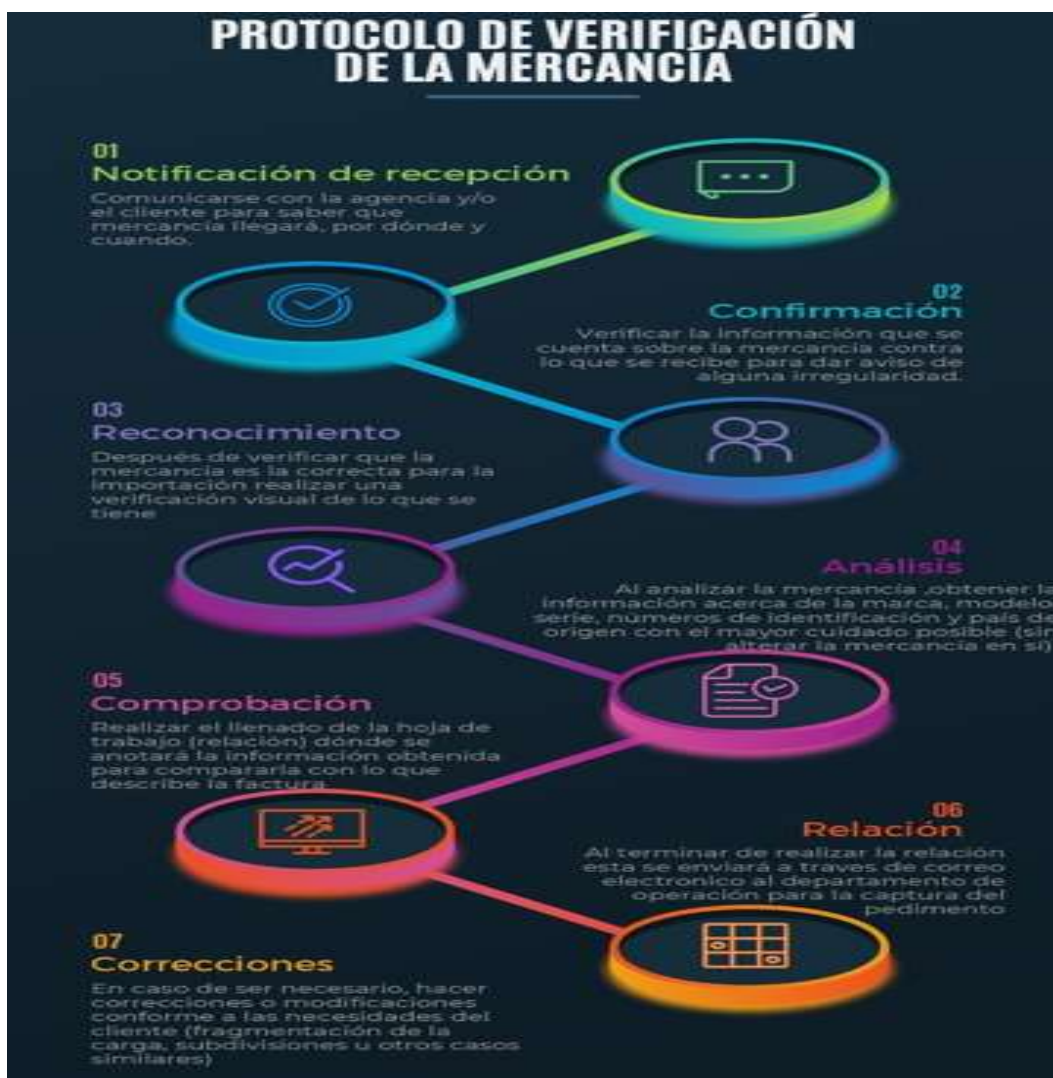 PROTOCOLO DE VERIFICACIÓN
DE LA MERCANCÍA
01
Notificación de recepción
Comunicarse con la agencia y/o
el cliente para saber que
mercancía llegará, por dónde y
cuando.
02
Confirmación
Verificar la información que se
cuenta sobre la mercancía contra
lo que se recibe para dar aviso de
alguna irregularidad.
03
Reconocimiento
Después de verificar que la
mercancía es la correcta para la
importación realizar una
verificación visual de lo que se
tiene
04
Análisis
Al analizar la mercancía ,obtener la
información acerca de la marca, modelo
serie, números de identificación y país de
origen con el mayor cuidado posible (sin
alterar la mercancía en sí)
05
Comprobación
Realizar el llenado de la hoja de
trabajo (relación) dónde se
anotará la información obtenida
para compararla con lo que
describe la factura
06
Relación
Al terminar de realizar la relación
esta se enviará a traves de correo
electronico al departamento de
operación para la captura del
pedimento
07
Correcciones
En caso de ser necesario, hacer
correcciones o modificaciones
conforme a las necesidades del
cliente (fragmentación de la
carga, subdivisiones u otros casos
similares)